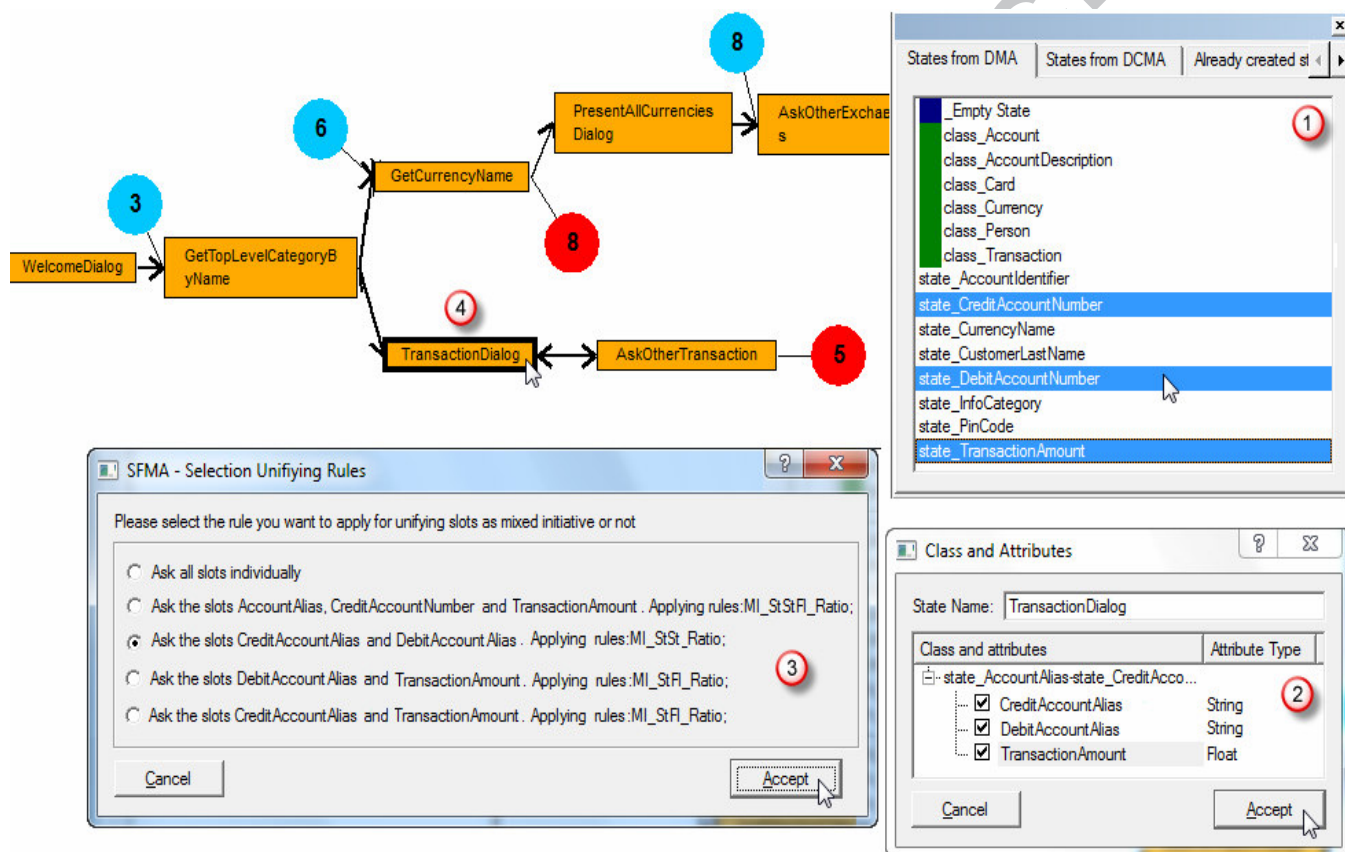 8
PresentAllCurrencies
Dialog
AskOtherExchae
s
6
GetCurrencyName
8
3
WelcomeDialog
GetTopLevelCategoryB
yName
4
TransactionDialog
AskOtherTransaction
5
States from DMA
States from DCMA
Already created st
1
_Empty State
class_Account
class_AccountDescription
class_Card
class_Currency
class_Person
class_Transaction
state_AccountIdentifier
state_CreditAccountNumber
state_CurrencyName
state_CustomerLastName
state_DebitAccountNumber
state_InfoCategory
state_PinCode
state_TransactionAmount
SFMA - Selection Unifiying Rules
Please select the rule you want to apply for unifying slots as mixed initiative or not
Ask all slots individually
Ask the slots AccountAlias, CreditAccountNumber and TransactionAmount. Applying rules:MI_StStFl_Ratio;
Ask the slots CreditAccountAlias and DebitAccountAlias. Applying rules:MI_StSt_Ratio;
Ask the slots DebitAccountAlias and TransactionAmount. Applying rules:MI_StFl_Ratio;
Ask the slots CreditAccountAlias and TransactionAmount. Applying rules:MI_StFl_Ratio;
3
Cancel
Accept
Class and Attributes
State Name: TransactionDialog
Class and attributes Attribute Type
state_AccountAlias-state_CreditAcco...
CreditAccountAlias String
DebitAccountAlias String
TransactionAmount Float
2
Cancel
Accept